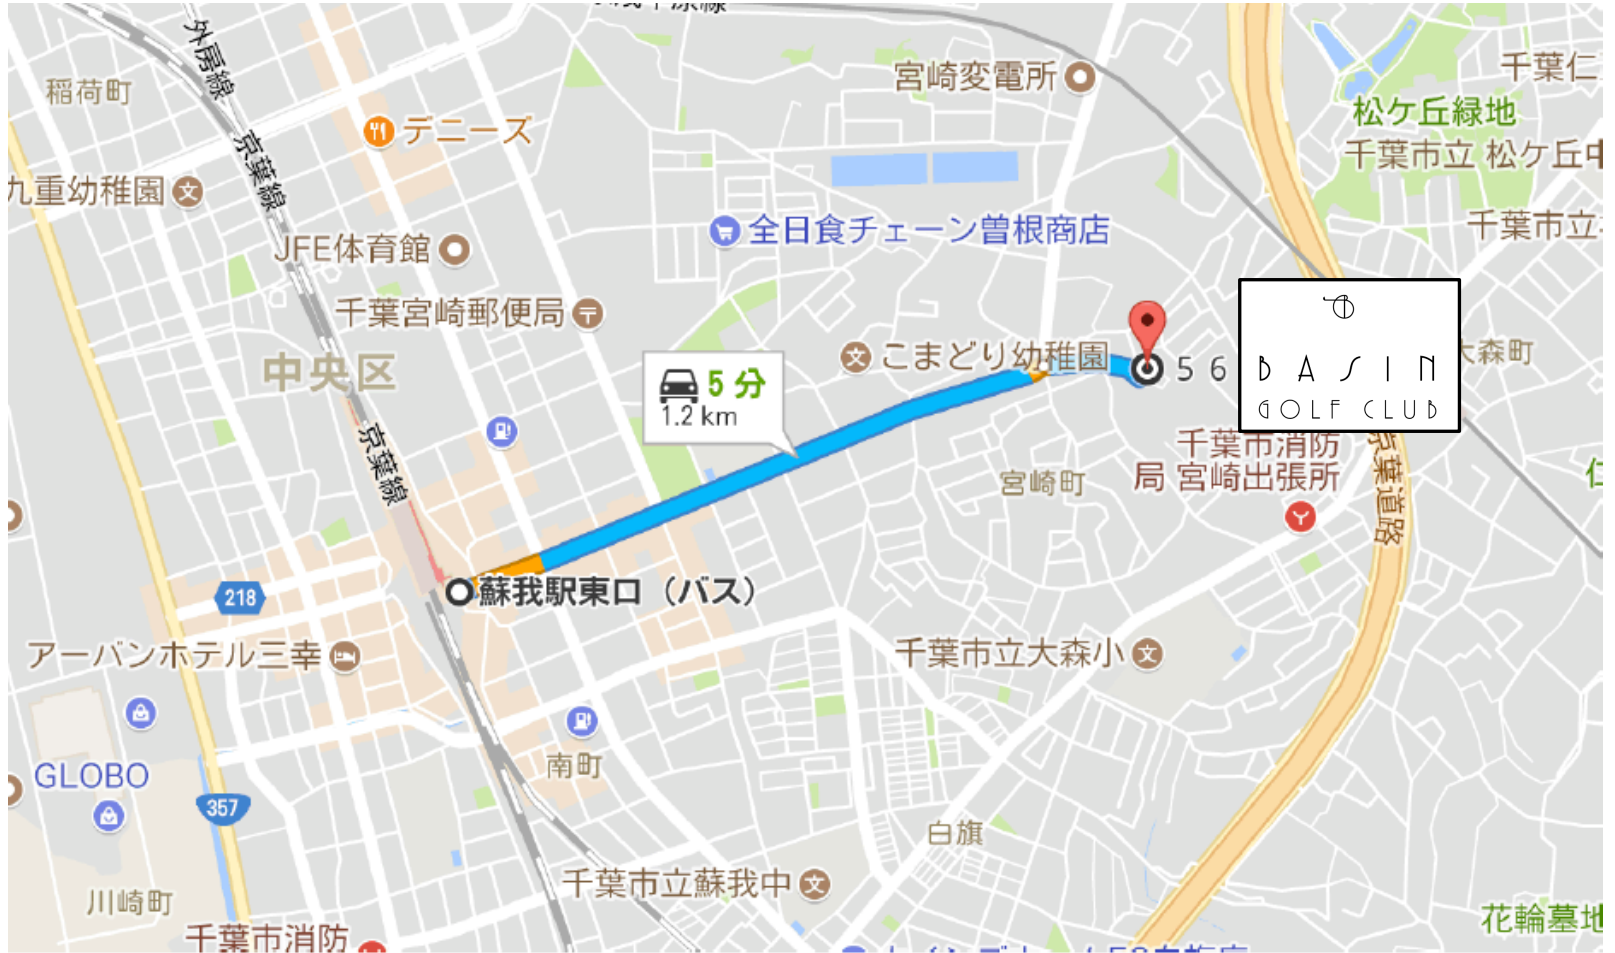 外房線
稲荷町
宮崎変電所
千葉仁
松ケ丘緑地
デニーズ
京葉線
千葉市立 松ケ丘中
九重幼稚園
千葉市立
全日食チェーン曽根商店
JFE体育館
千葉宮崎郵便局
B A S I N
GOLF CLUB
こまどり幼稚園
大森町
中央区
5 分
1.2 km
5 6
京葉線
千葉市消防
局 宮崎出張所
宮崎町
京葉道路
蘇我駅東口（バス）
218
アーバンホテル三幸
千葉市立大森小
南町
GLOBO
357
白旗
千葉市立蘇我中
川崎町
花輪墓地
千葉市消防